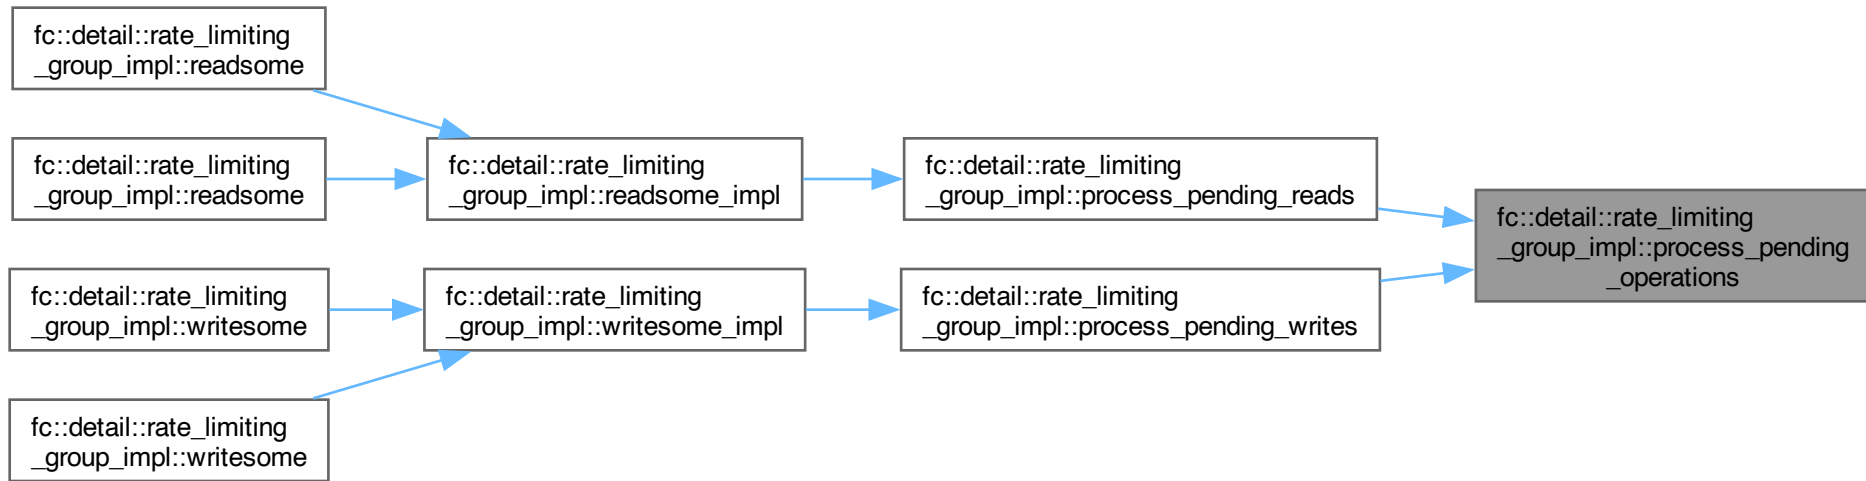 fc::detail::rate_limiting
_group_impl::readsome
fc::detail::rate_limiting
_group_impl::readsome
fc::detail::rate_limiting
_group_impl::writesome
fc::detail::rate_limiting
_group_impl::writesome
fc::detail::rate_limiting
_group_impl::readsome_impl
fc::detail::rate_limiting
_group_impl::writesome_impl
fc::detail::rate_limiting
_group_impl::process_pending_reads
fc::detail::rate_limiting
_group_impl::process_pending_writes
fc::detail::rate_limiting
_group_impl::process_pending
_operations